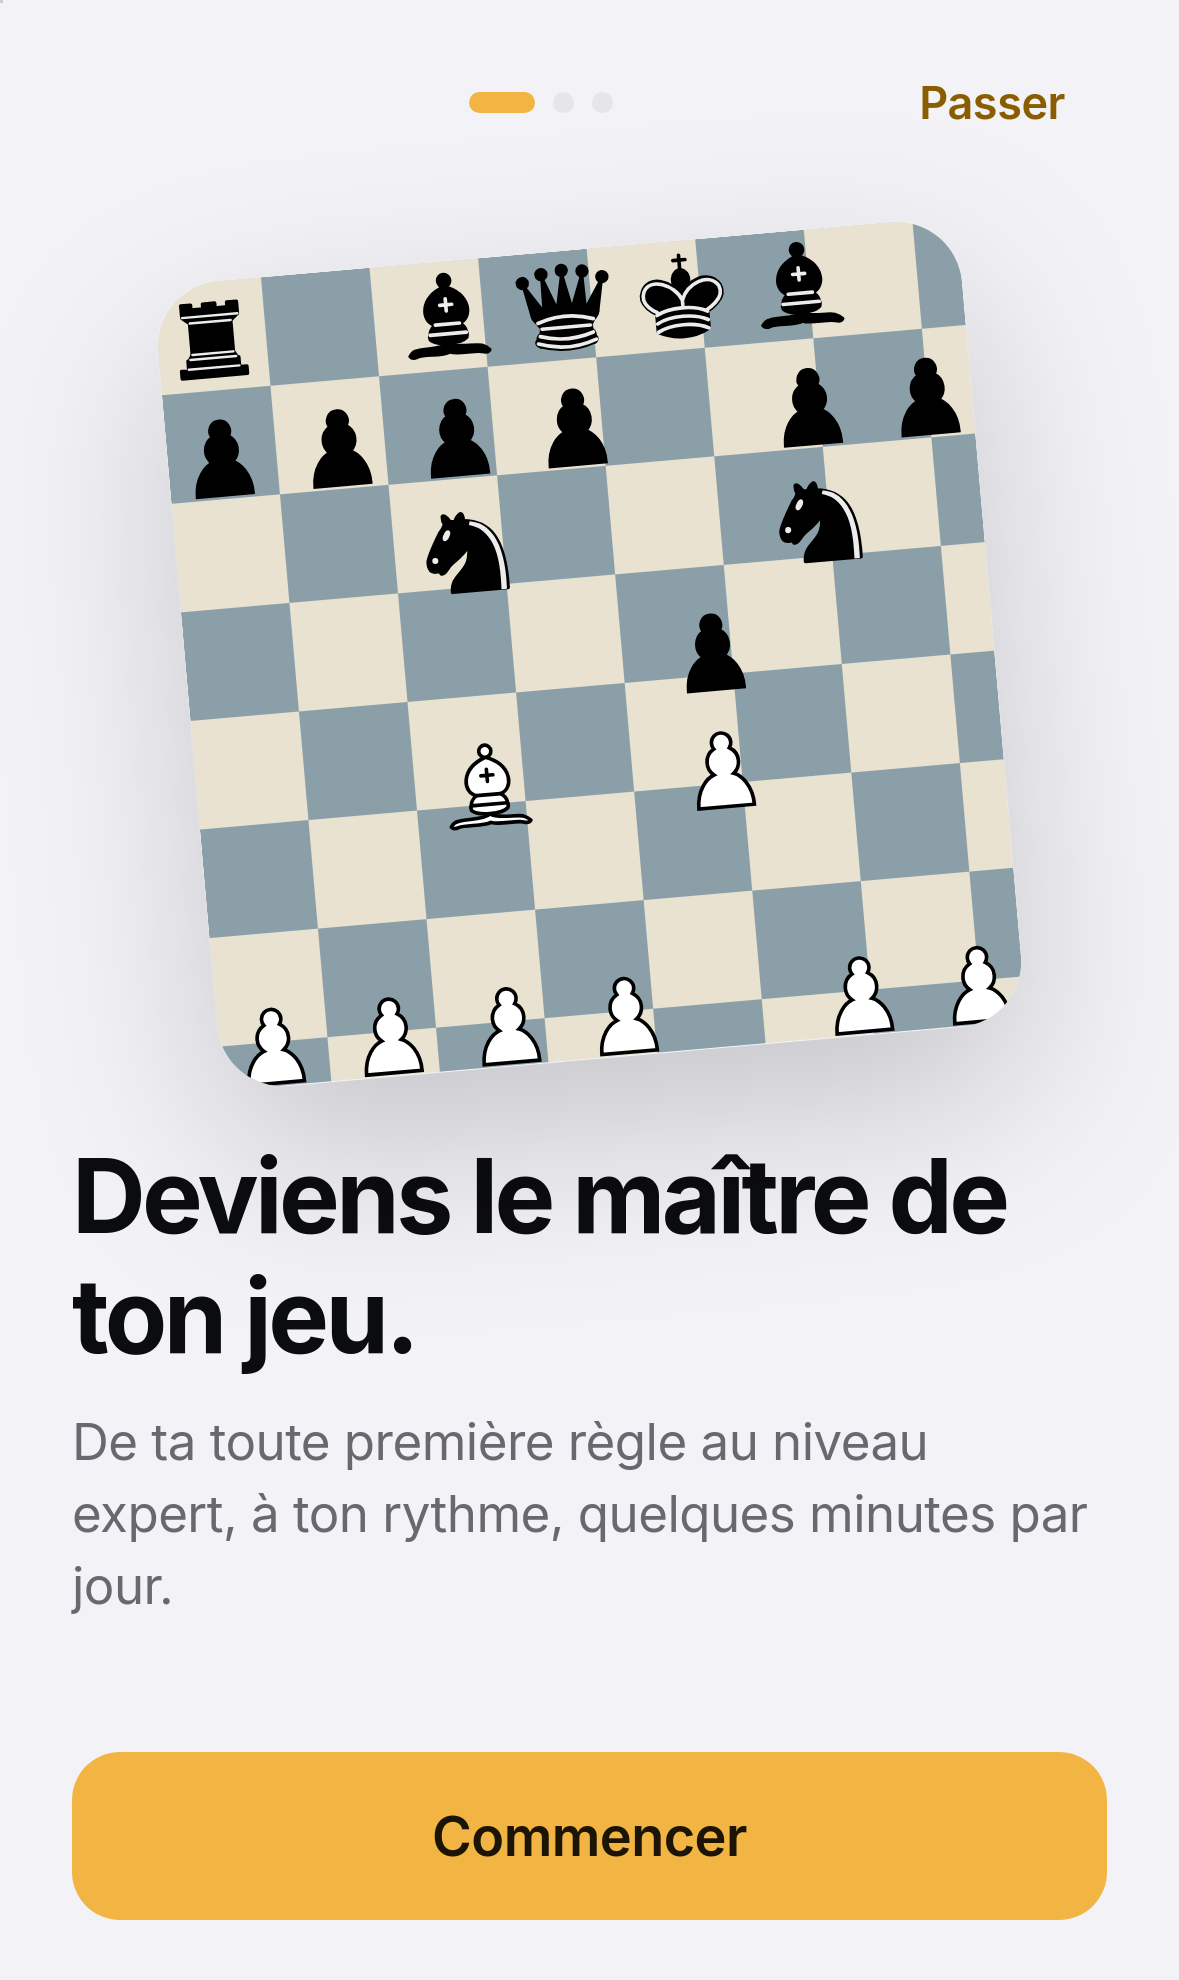 Passer
Deviens le maître de
ton jeu.
De ta toute première règle au niveau
expert, à ton rythme, quelques minutes par
jour.
Commencer